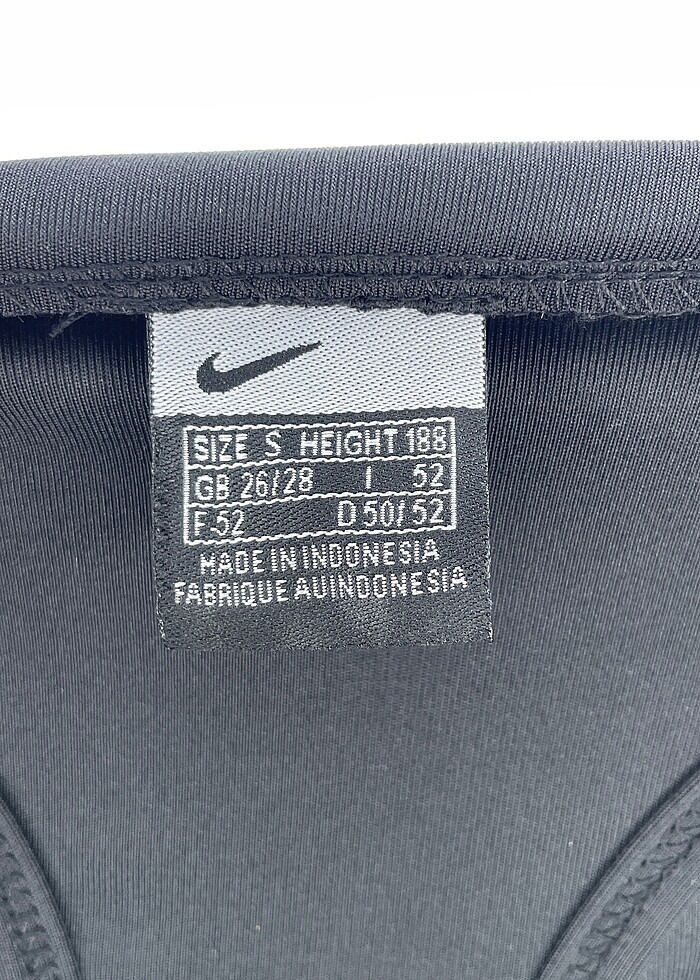 SIZE S HEIGHT 188
GB 26/28 I 52
F-52 D 50/52
MADE IN INDONESIA
FABRIQUE AU INDONESIA